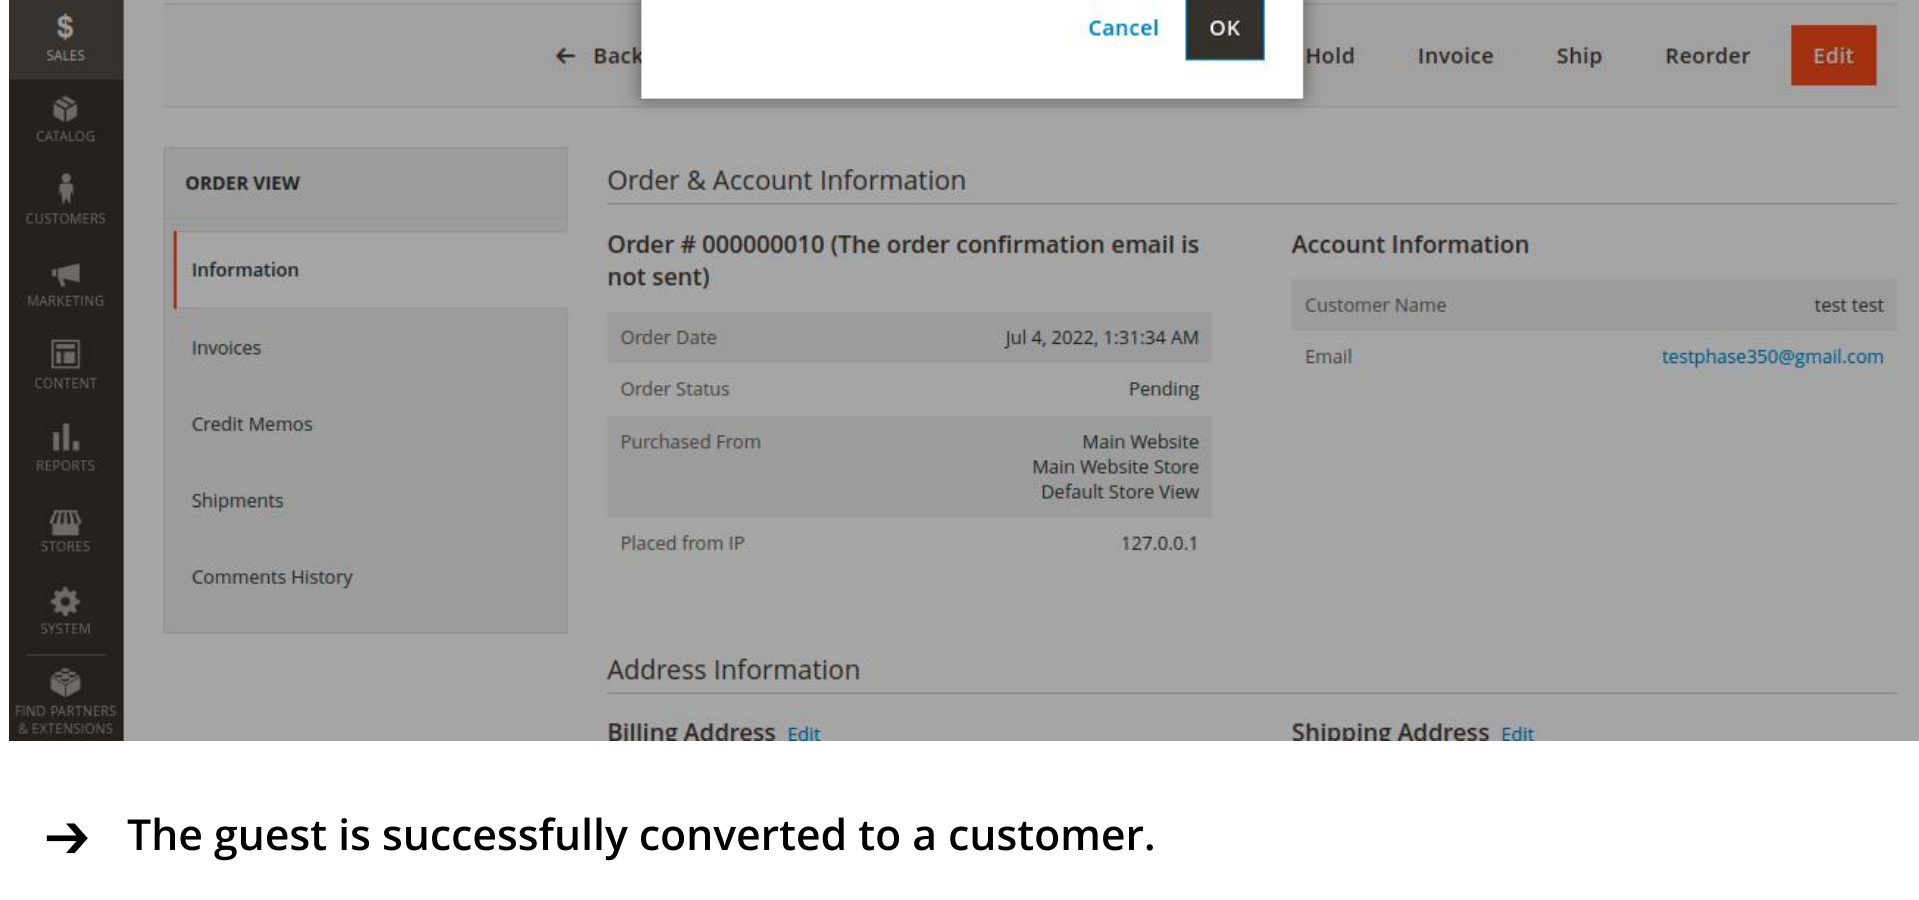 SALES
CATALOG
CUSTOMERS
MARKETING
CONTENT
REPORTS
STORES
SYSTEM
FIND PARTNERS
& EXTENSIONS
Cancel OK
← Back Hold Invoice Ship Reorder Edit
ORDER VIEW
Information
Invoices
Credit Memos
Shipments
Comments History
Order & Account Information
Order # 000000010 (The order confirmation email is
not sent)
Order Date Jul 4, 2022, 1:31:34 AM
Order Status Pending
Purchased From Main Website
Main Website Store
Default Store View
Placed from IP 127.0.0.1
Account Information
Customer Name test test
Email testphase350@gmail.com
Address Information
Billing Address Edit
Shipping Address Edit
→ The guest is successfully converted to a customer.